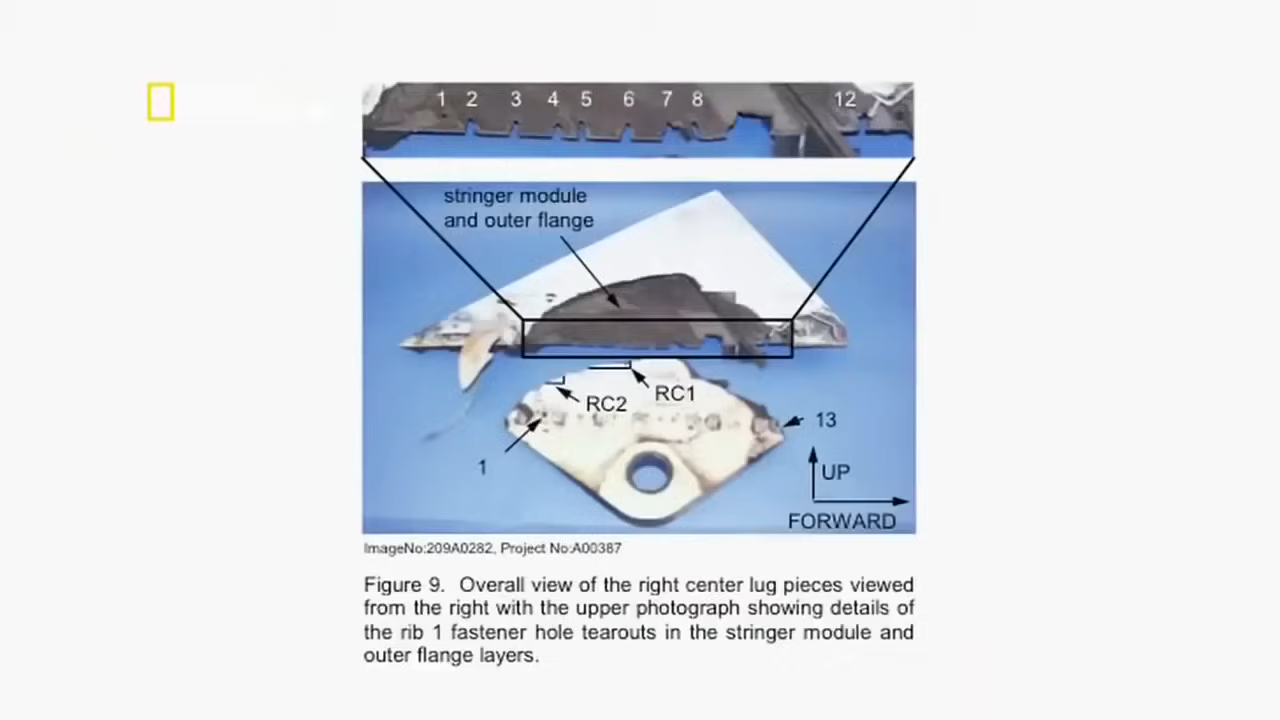 1 2 3 4 5 6 7 8 12
stringer module
and outer flange
RC1
RC2
13
1
UP
FORWARD
ImageNo:209A0282, Project No:A00387
Figure 9. Overall view of the right center lug pieces viewed
from the right with the upper photograph showing details of
the rib 1 fastener hole tearouts in the stringer module and
outer flange layers.